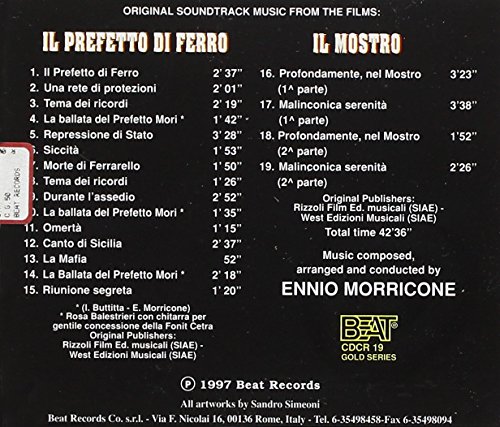 ORIGINAL SOUNDTRACK MUSIC FROM THE FILMS:
IL PREFETTO DI FERRO
1. Il Prefetto di Ferro 2' 37"
2. Una rete di protezioni 2' 01"
3. Tema dei ricordi 2' 19"
4. La ballata del Prefetto Mori * 1' 42"
5. Repressione di Stato 3' 28"
6. Siccità 1' 53"
7. Morte di Ferrarello 1' 50"
8. Tema dei ricordi 1' 26"
9. Durante l'assedio 2' 52"
10. La ballata del Prefetto Mori * 1' 35"
11. Omertà 1' 15"
12. Canto di Sicilia 2' 37"
13. La Mafia 52"
14. La Ballata del Prefetto Mori * 2' 18"
15. Riunione segreta 1' 20"
* (I. Buttitta - E. Morricone)
* Rosa Balestrieri con chitarra per
gentile concessione della Fonit Cetra
Original Publishers:
Rizzoli Film Ed. musicali (SIAE) -
West Edizioni Musicali (SIAE)
IL MOSTRO
16. Profondamente, nel Mostro 3'23"
(1^ parte)
17. Malinconica serenità 3'38"
(1^ parte)
18. Profondamente, nel Mostro 1'52"
(2^ parte)
19. Malinconica serenità 2'26"
(2^ parte)
Original Publishers:
Rizzoli Film Ed. musicali (SIAE) -
West Edizioni Musicali (SIAE)
Total time 42'36"
Music composed,
arranged and conducted by
ENNIO MORRICONE
BEAT®
CDCR 19
GOLD SERIES
Ⓟ 1997 Beat Records
All artworks by Sandro Simeoni
Beat Records Co. s.r.l. - Via F. Nicolai 16, 00136 Rome, Italy - Tel. 6-35498458-Fax 6-35498094
BEAT RECORDS